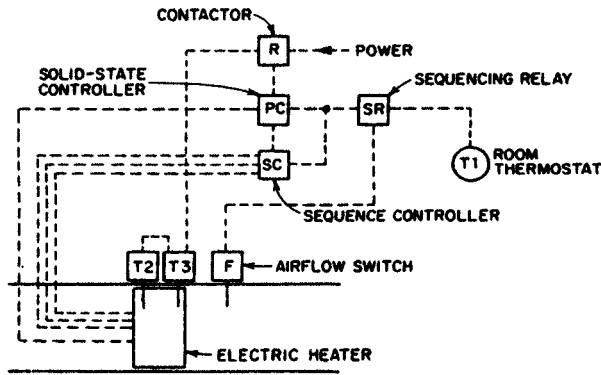 CONTACTOR
R
POWER
SOLID-STATE
CONTROLLER
SEQUENCING RELAY
PC
SR
SC
T1
ROOM
THERMOSTAT
SEQUENCE CONTROLLER
T2
T3
F
AIRFLOW SWITCH
ELECTRIC HEATER